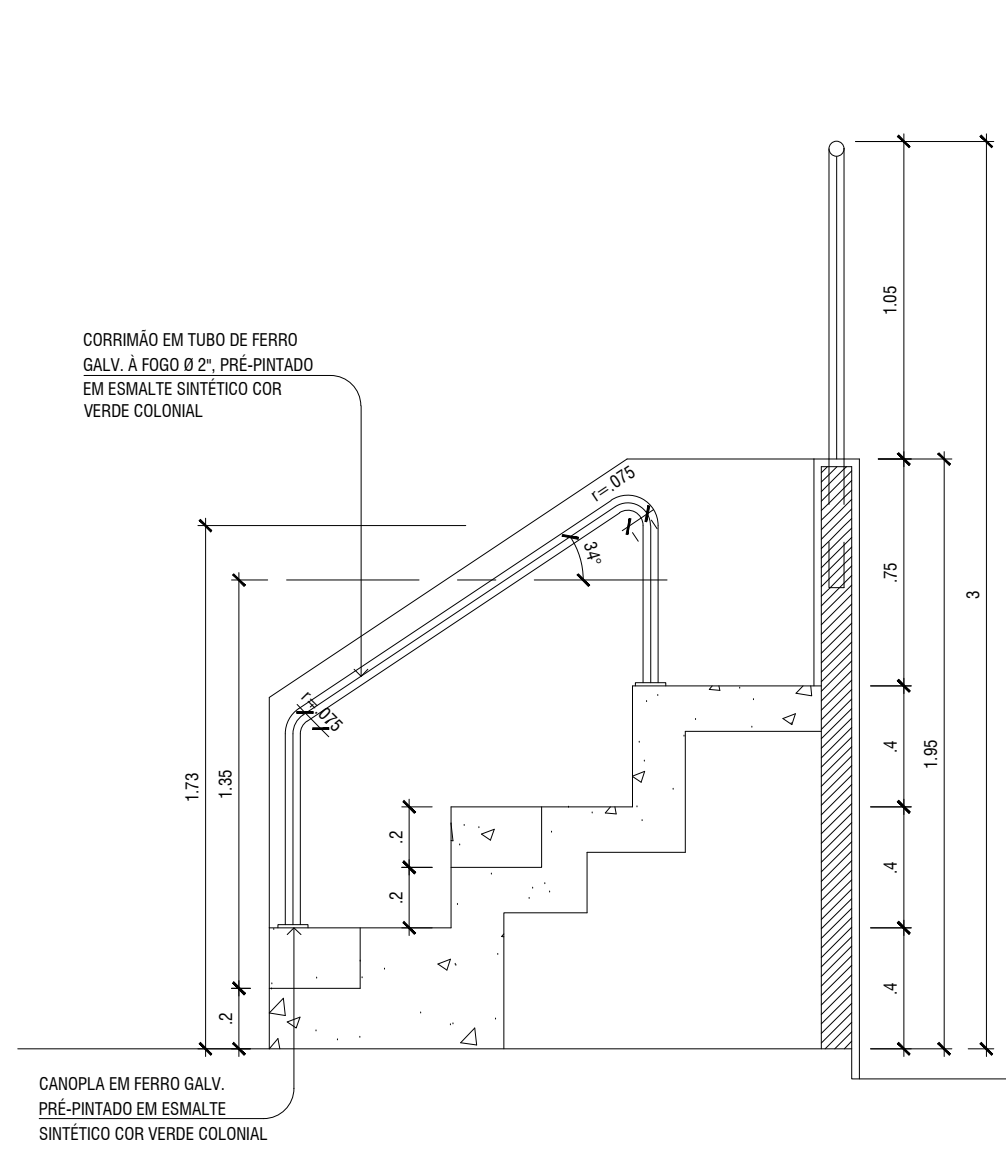 1.05
CORRIMÃO EM TUBO DE FERRO
GALV. À FOGO Ø 2", PRÉ-PINTADO
EM ESMALTE SINTÉTICO COR
VERDE COLONIAL
r=.075
34°
.75
3
r=.075
1.73
1.35
.4
1.95
.2
.4
.2
.4
.2
CANOPLA EM FERRO GALV.
PRÉ-PINTADO EM ESMALTE
SINTÉTICO COR VERDE COLONIAL